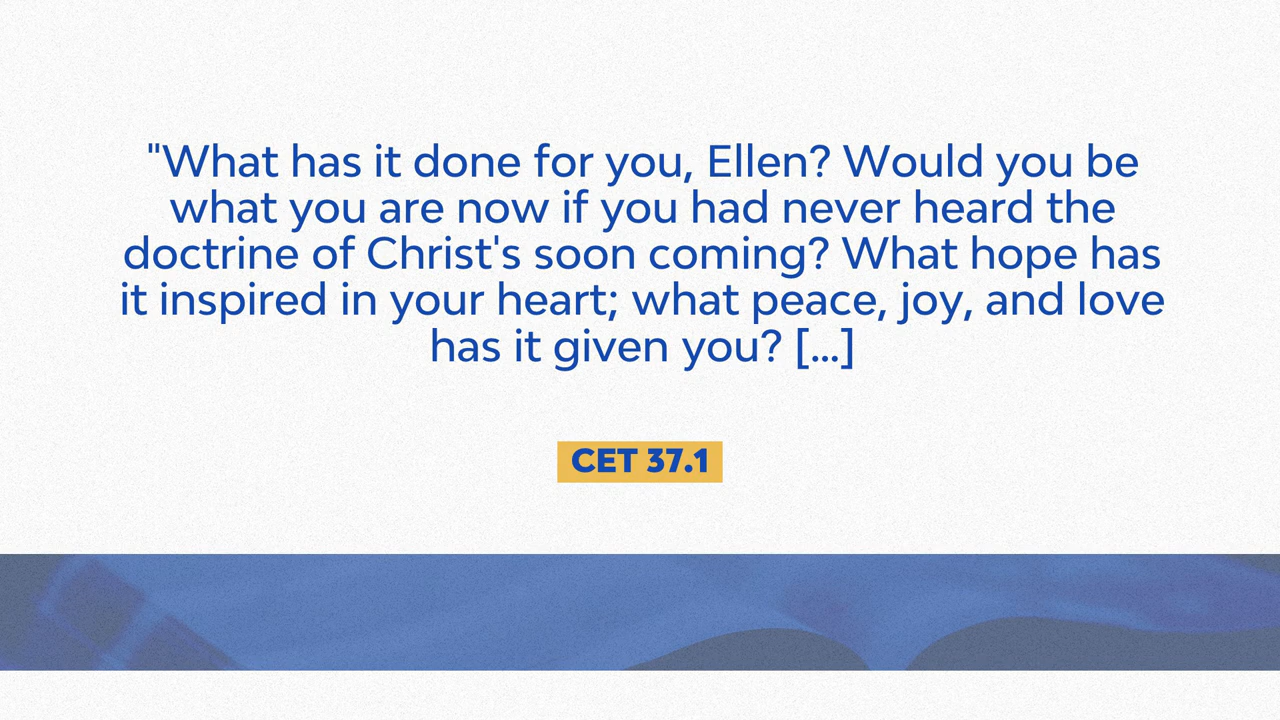 "What has it done for you, Ellen? Would you be
what you are now if you had never heard the
doctrine of Christ's soon coming? What hope has
it inspired in your heart; what peace, joy, and love
has it given you? [...]
CET 37.1